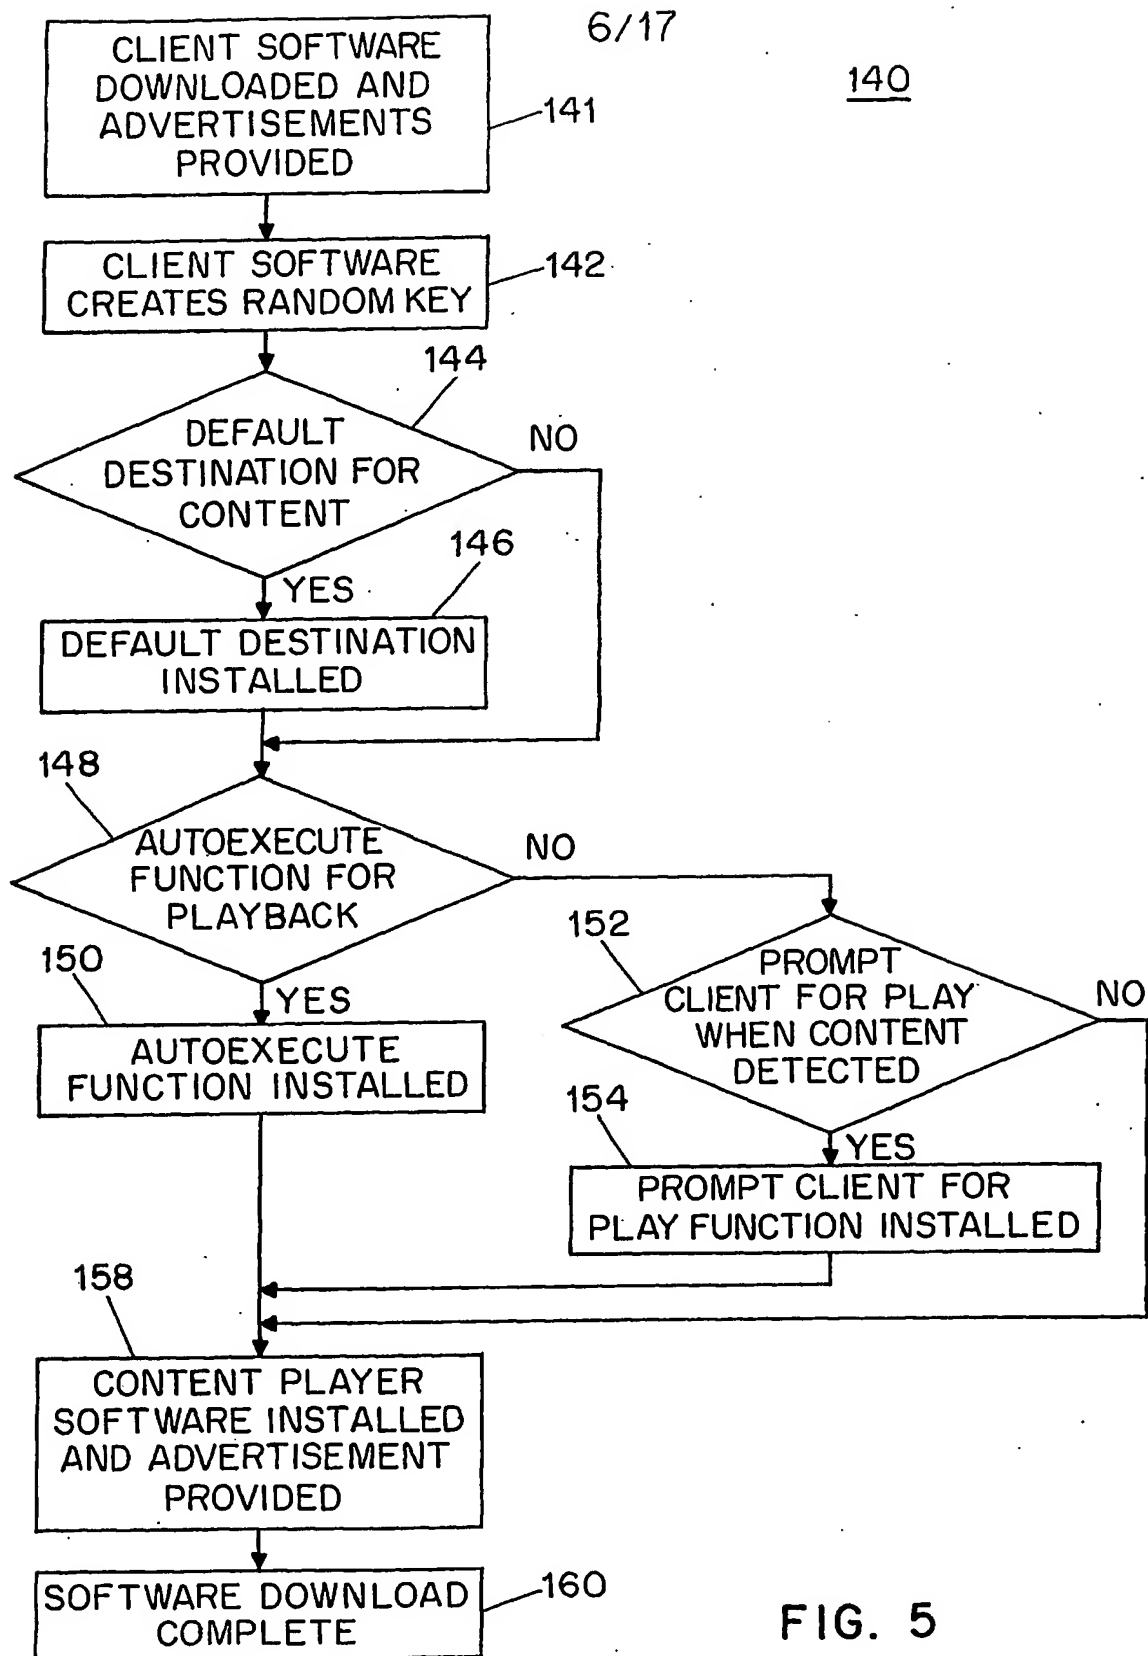 6/17
140
CLIENT SOFTWARE
DOWNLOADED AND
ADVERTISEMENTS
PROVIDED
141
CLIENT SOFTWARE
CREATES RANDOM KEY
142
144
DEFAULT
DESTINATION FOR
CONTENT
NO
YES
146
DEFAULT DESTINATION
INSTALLED
148
AUTOEXECUTE
FUNCTION FOR
PLAYBACK
NO
YES
150
AUTOEXECUTE
FUNCTION INSTALLED
152
PROMPT
CLIENT FOR PLAY
WHEN CONTENT
DETECTED
NO
YES
154
PROMPT CLIENT FOR
PLAY FUNCTION INSTALLED
158
CONTENT PLAYER
SOFTWARE INSTALLED
AND ADVERTISEMENT
PROVIDED
SOFTWARE DOWNLOAD
COMPLETE
160
FIG. 5